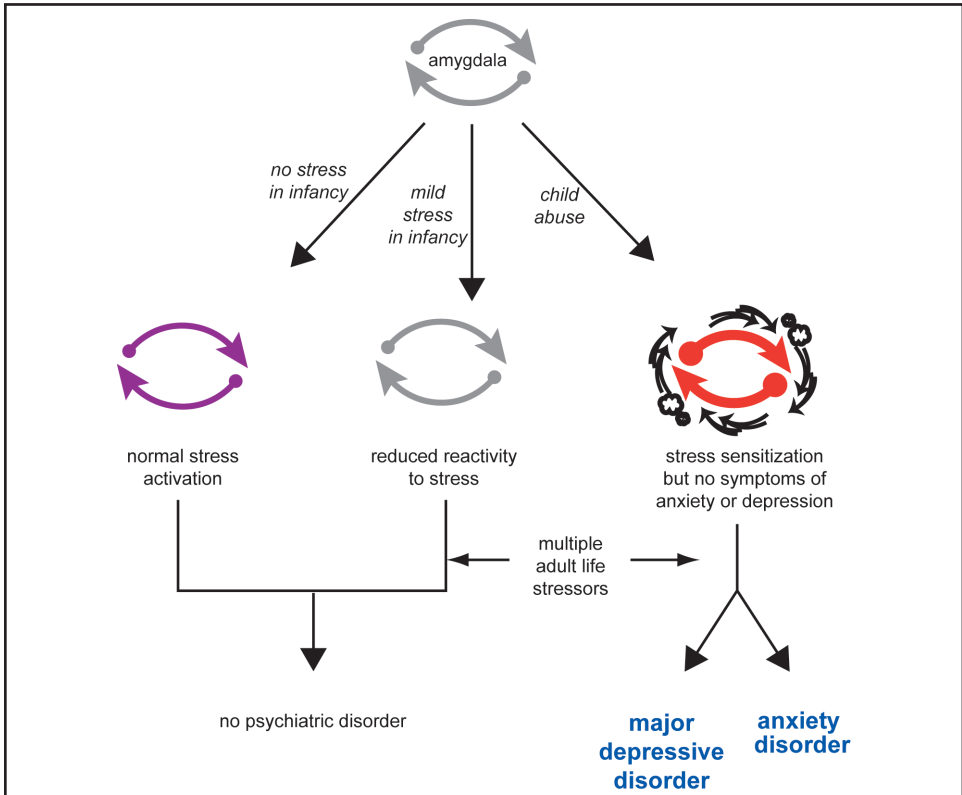 amygdala
no stress
in infancy
mild
stress
in infancy
child
abuse
normal stress
activation
reduced reactivity
to stress
stress sensitization
but no symptoms of
anxiety or depression
multiple
adult life
stressors
no psychiatric disorder
major
depressive
disorder
anxiety
disorder